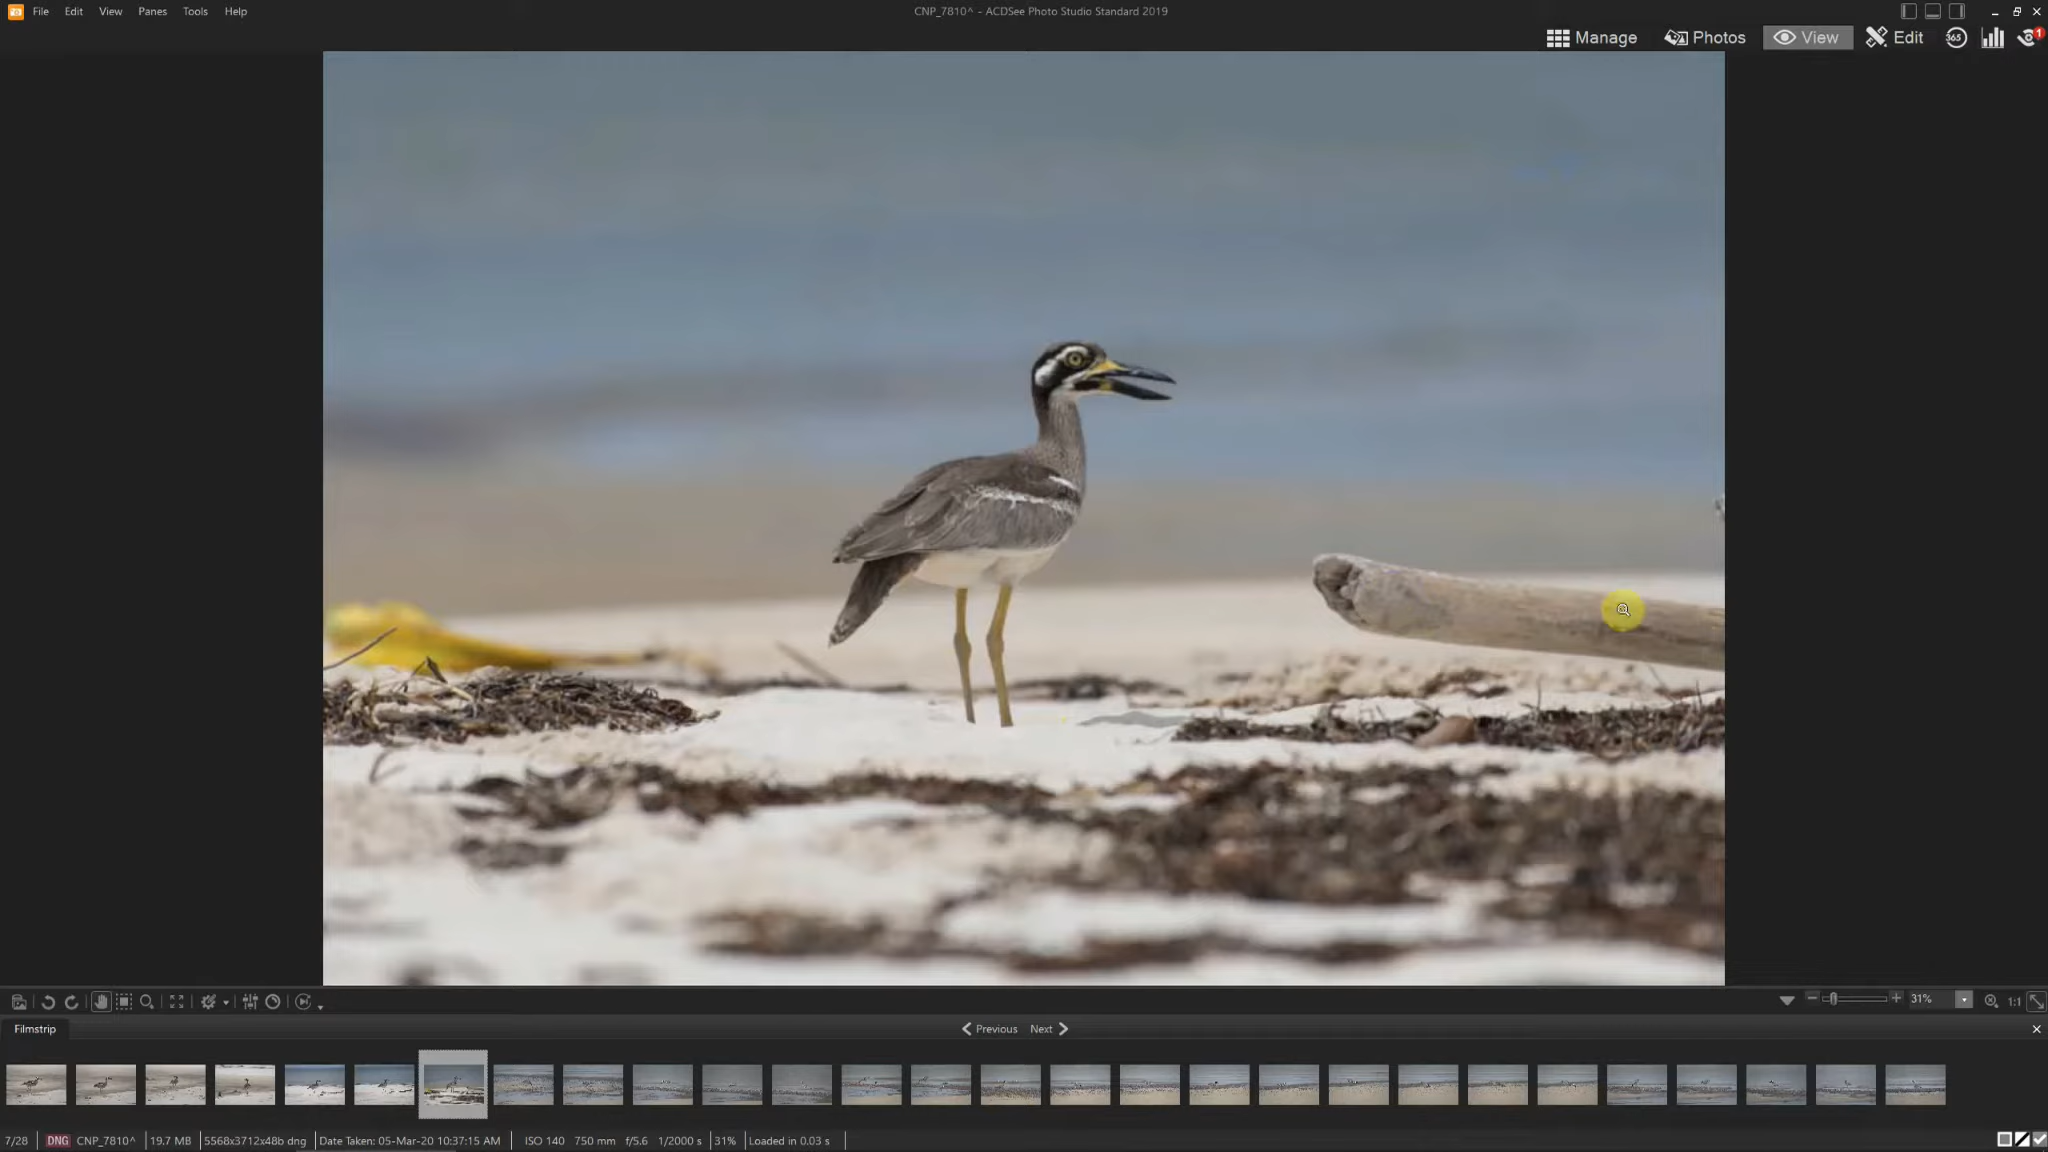 File Edit View Panes Tools Help
CNP_7810^ - ACDSee Photo Studio Standard 2019
Manage Photos View Edit 365 1
31% 1:1
Filmstrip
Previous Next
7/28 DNG CNP_7810^ 19.7 MB 5568x3712x48b dng Date Taken: 05-Mar-20 10:37:15 AM ISO 140 750 mm f/5.6 1/2000 s 31% Loaded in 0.03 s